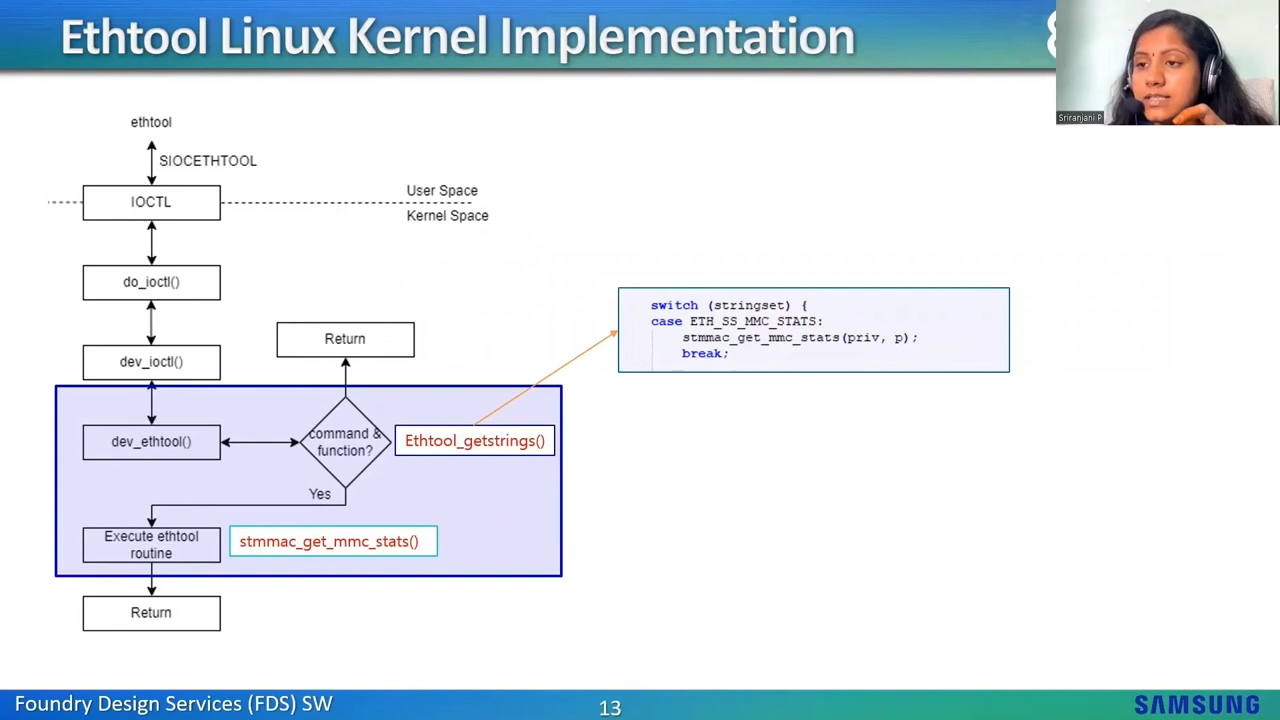 Ethtool Linux Kernel Implementation
Sriranjani P
ethtool
SIOCETHTOOL
IOCTL
User Space
Kernel Space
do_ioctl()
dev_ioctl()
Return
dev_ethtool()
command &
function?
Ethtool_getstrings()
Yes
Execute ethtool
routine
stmmac_get_mmc_stats()
Return
switch (stringset) {
case ETH_SS_MMC_STATS:
stmmac_get_mmc_stats(priv, p);
break;
Foundry Design Services (FDS) SW
13
SAMSUNG